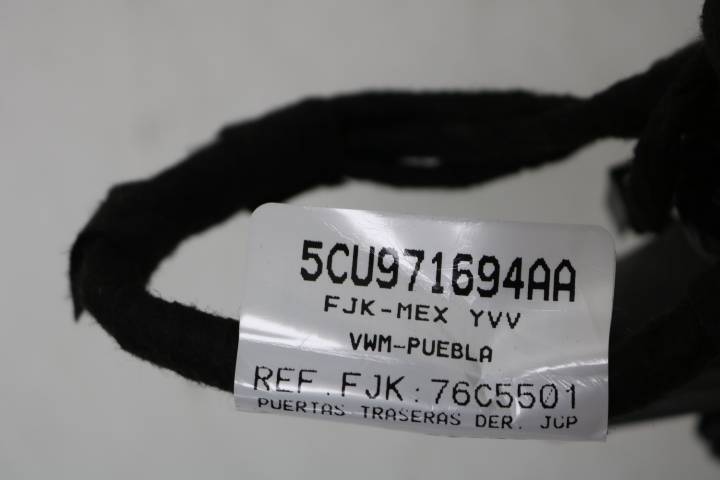 5CU971694AA
FJK-MEX YVV
VWM-PUEBLA
REF.FJK:76C5501
PUERTAS TRASERAS DER. JCP